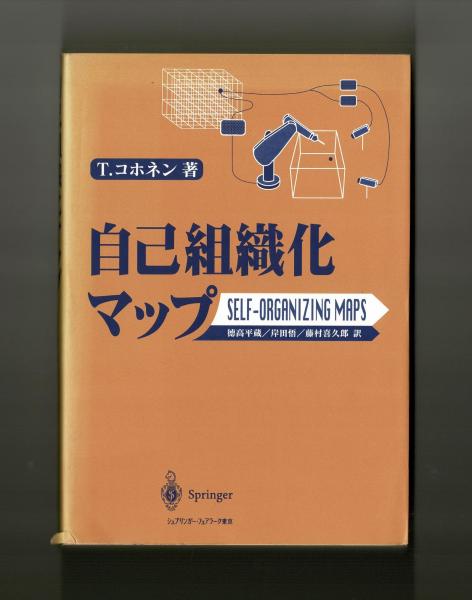 T.コホネン 著
自己組織化
マップ
SELF-ORGANIZING MAPS
徳高平蔵／岸田悟／藤村喜久郎 訳
Springer
シュプリンガー・フェアラーク東京